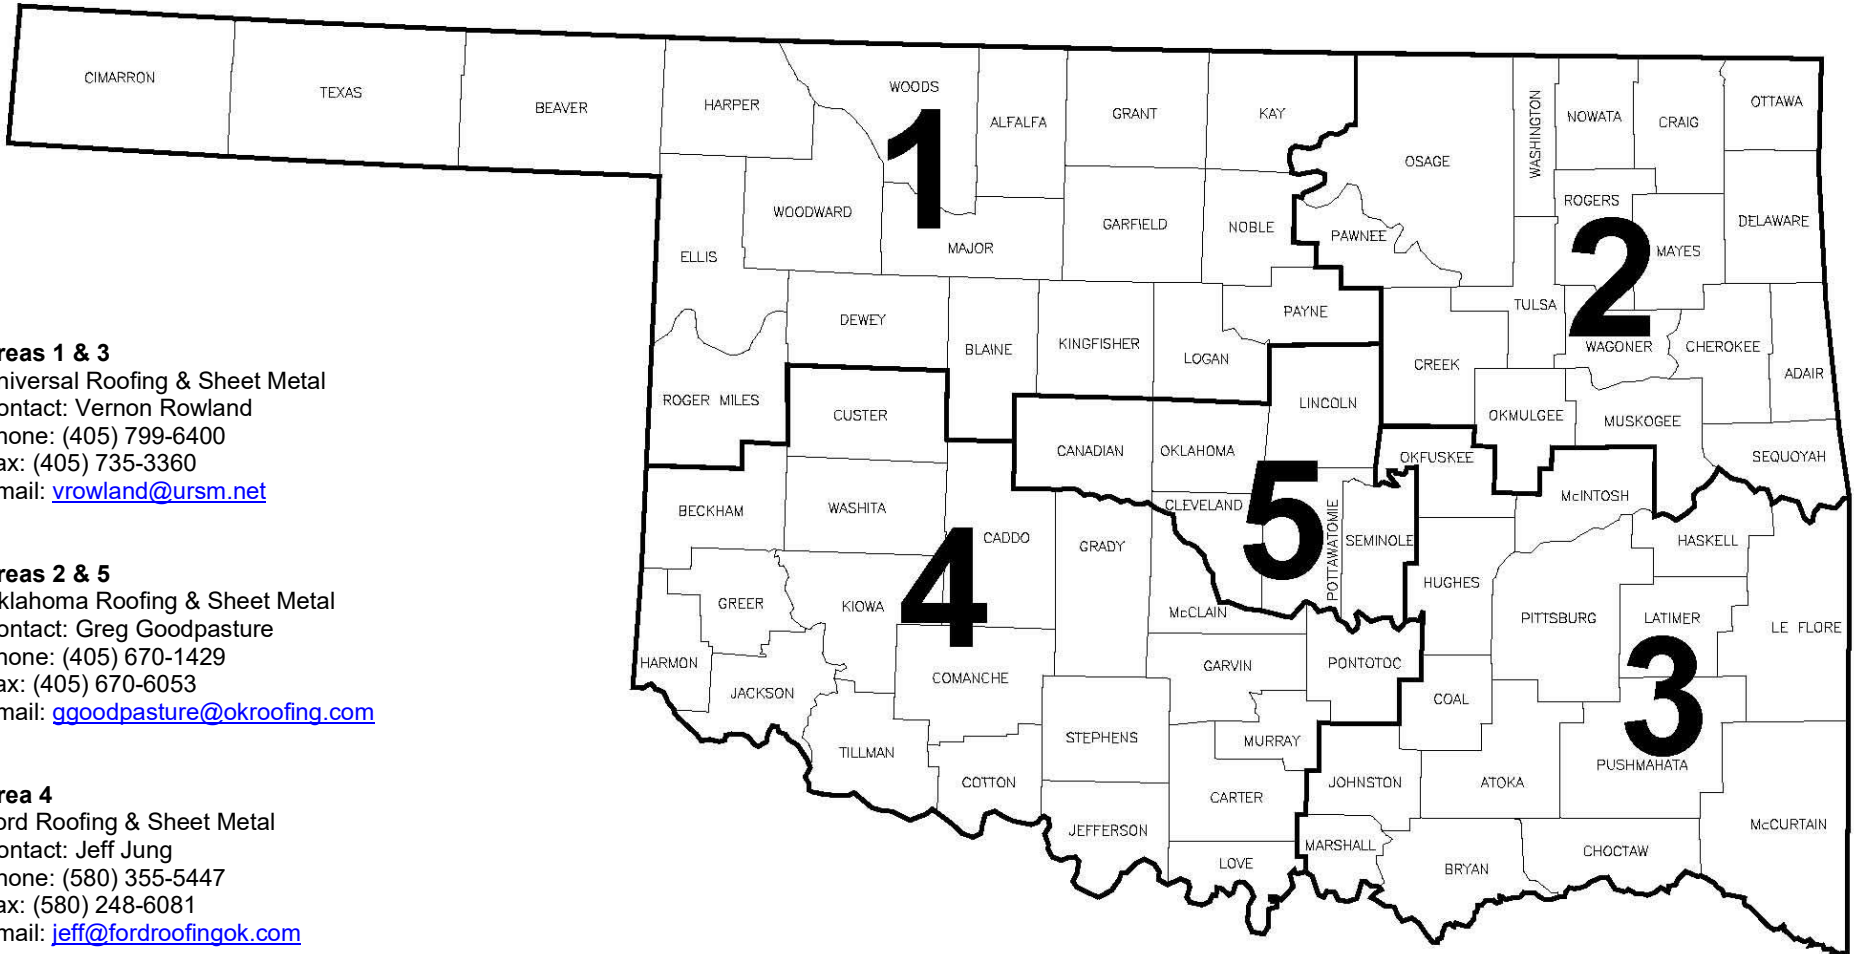 CIMARRON
TEXAS
BEAVER
HARPER
WOODS
ALFALFA
GRANT
KAY
OSAGE
WASHINGTON
NOWATA
CRAIG
OTTAWA
1
WOODWARD
ELLIS
MAJOR
GARFIELD
NOBLE
PAWNEE
ROGERS
DELAWARE
2
MAYES
TULSA
DEWEY
BLAINE
KINGFISHER
LOGAN
PAYNE
CREEK
WAGONER
CHEROKEE
ADAIR
ROGER MILES
CUSTER
LINCOLN
OKMULGEE
MUSKOGEE
CANADIAN
OKLAHOMA
OKFUSKEE
SEQUOYAH
BECKHAM
WASHITA
CADDO
GRADY
CLEVELAND
5
POTTAWATOMIE
SEMINOLE
McINTOSH
HASKELL
HUGHES
4
GREER
KIOWA
McCLAIN
PITTSBURG
LATIMER
LE FLORE
HARMON
JACKSON
COMANCHE
GARVIN
PONTOTOC
COAL
3
STEPHENS
MURRAY
PUSHMAHATA
TILLMAN
COTTON
CARTER
JOHNSTON
ATOKA
JEFFERSON
MARSHALL
McCURTAIN
LOVE
BRYAN
CHOCTAW
reas 1 & 3
niversal Roofing & Sheet Metal
ontact: Vernon Rowland
hone: (405) 799-6400
ax: (405) 735-3360
mail: vrowland@ursm.net
reas 2 & 5
klahoma Roofing & Sheet Metal
ontact: Greg Goodpasture
hone: (405) 670-1429
ax: (405) 670-6053
mail: ggoodpasture@okroofing.com
rea 4
ord Roofing & Sheet Metal
ontact: Jeff Jung
hone: (580) 355-5447
ax: (580) 248-6081
mail: jeff@fordroofingok.com